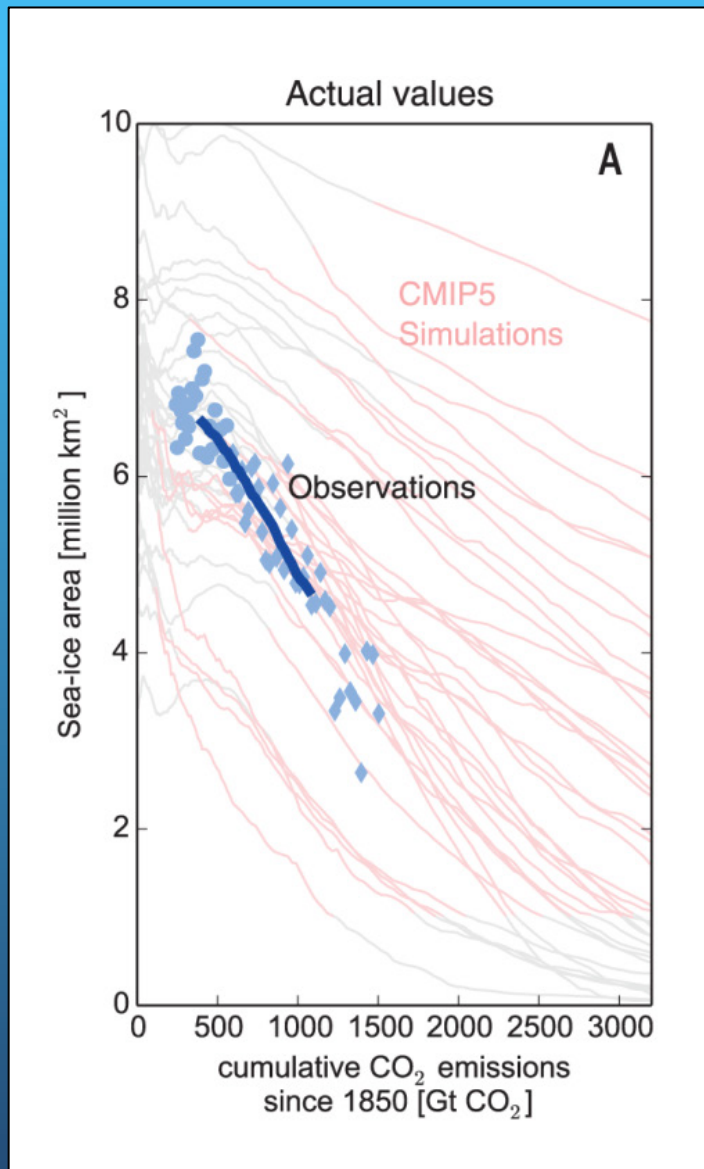 Actual values
A
10
8
6
4
2
0
CMIP5
Simulations
Observations
Sea-ice area [million km²]
0 500 1000 1500 2000 2500 3000
cumulative CO₂ emissions
since 1850 [Gt CO₂]